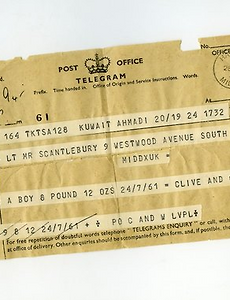 POST OFFICE
TELEGRAM
OFFICE
Prefix. Time handed in. Office of Origin and Service Instructions. Words.
61
164 TKTSA128 KUWAIT AHMADI 20/19 24 1732
LT MR SCANTLEBURY 9 WESTWOOD AVENUE SOUTH
MIDDXUK =
A BOY 8 POUND 12 OZS 24/7/61 = CLIVE AND
9 8 12 24/7/61 + ‡ PO C AND W LVPL‡
For free repetition of doubtful words telephone "TELEGRAMS ENQUIRY" or call, with
office of delivery. Other enquiries should be accompanied by this form, and, if possible, the